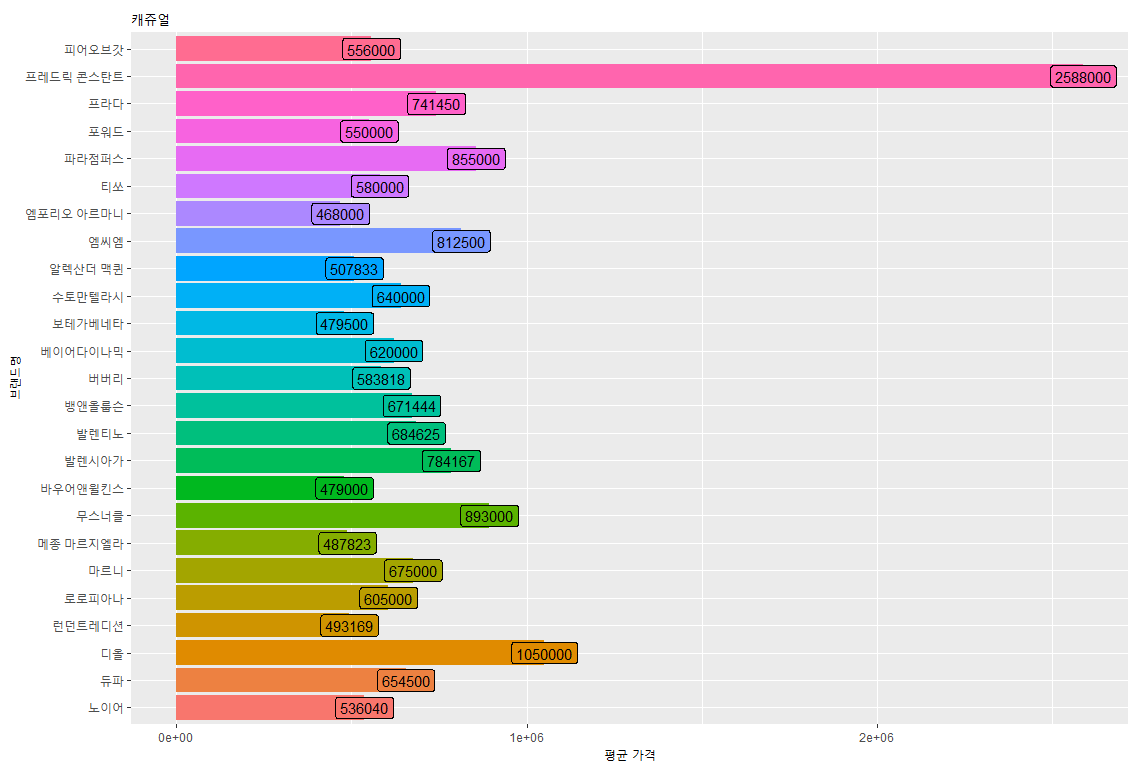 캐쥬얼
피어오브갓 556000
프레드릭 콘스탄트 2588000
프라다 741450
포워드 550000
파라점퍼스 855000
티쏘 580000
엠포리오 아르마니 468000
엠씨엠 812500
알렉산더 맥퀸 507833
수토만텔라시 640000
보테가베네타 479500
베이어다이나믹 620000
버버리 583818
뱅앤올룹슨 671444
발렌티노 684625
발렌시아가 784167
바우어앤윌킨스 479000
무스너클 893000
메종 마르지엘라 487823
마르니 675000
로로피아나 605000
런던트레디션 493169
디올 1050000
듀파 654500
노이어 536040
0e+00 1e+06 2e+06
평균 가격
브랜드명